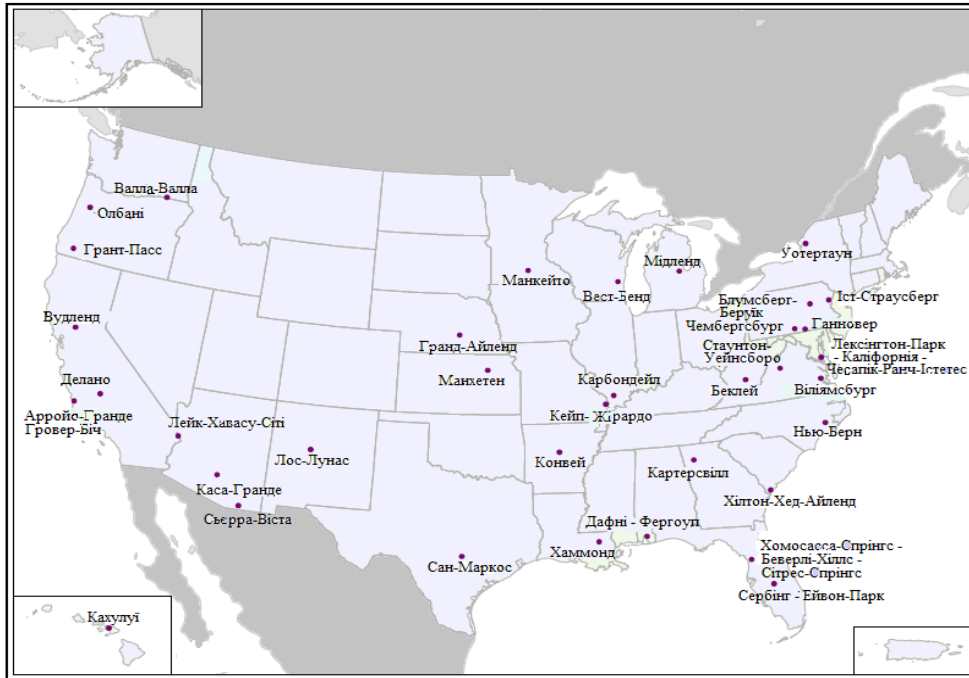 Валла-Валла
Олбані
Грант-Пасс
Вудленд
Делано
Арройо-Гранде
Гровер-Біч
Лейк-Хавасу-Сіті
Лос-Лунас
Каса-Гранде
Сьєрра-Віста
Манкейто
Вест-Бенд
Мідленд
Гранд-Айленд
Манхетен
Карбондейл
Кейп- Жірардо
Конвей
Сан-Маркос
Хаммонд
Дафні - Фергоуп
Картерсвілл
Уотертаун
Блумсберг-
Беруїк
Іст-Страусберг
Чембергсбург
Ганновер
Стаунтон-
Уейнсборо
Лексінгтон-Парк
- Каліфорнія -
Чесапік-Ранч-Істетес
Беклей
Віліямсбург
Нью-Берн
Хілтон-Хед-Айленд
Хомосасса-Спрінгс -
Беверлі-Хіллс -
Сітрес-Спрінгс
Сербінг - Ейвон-Парк
Кахулуї